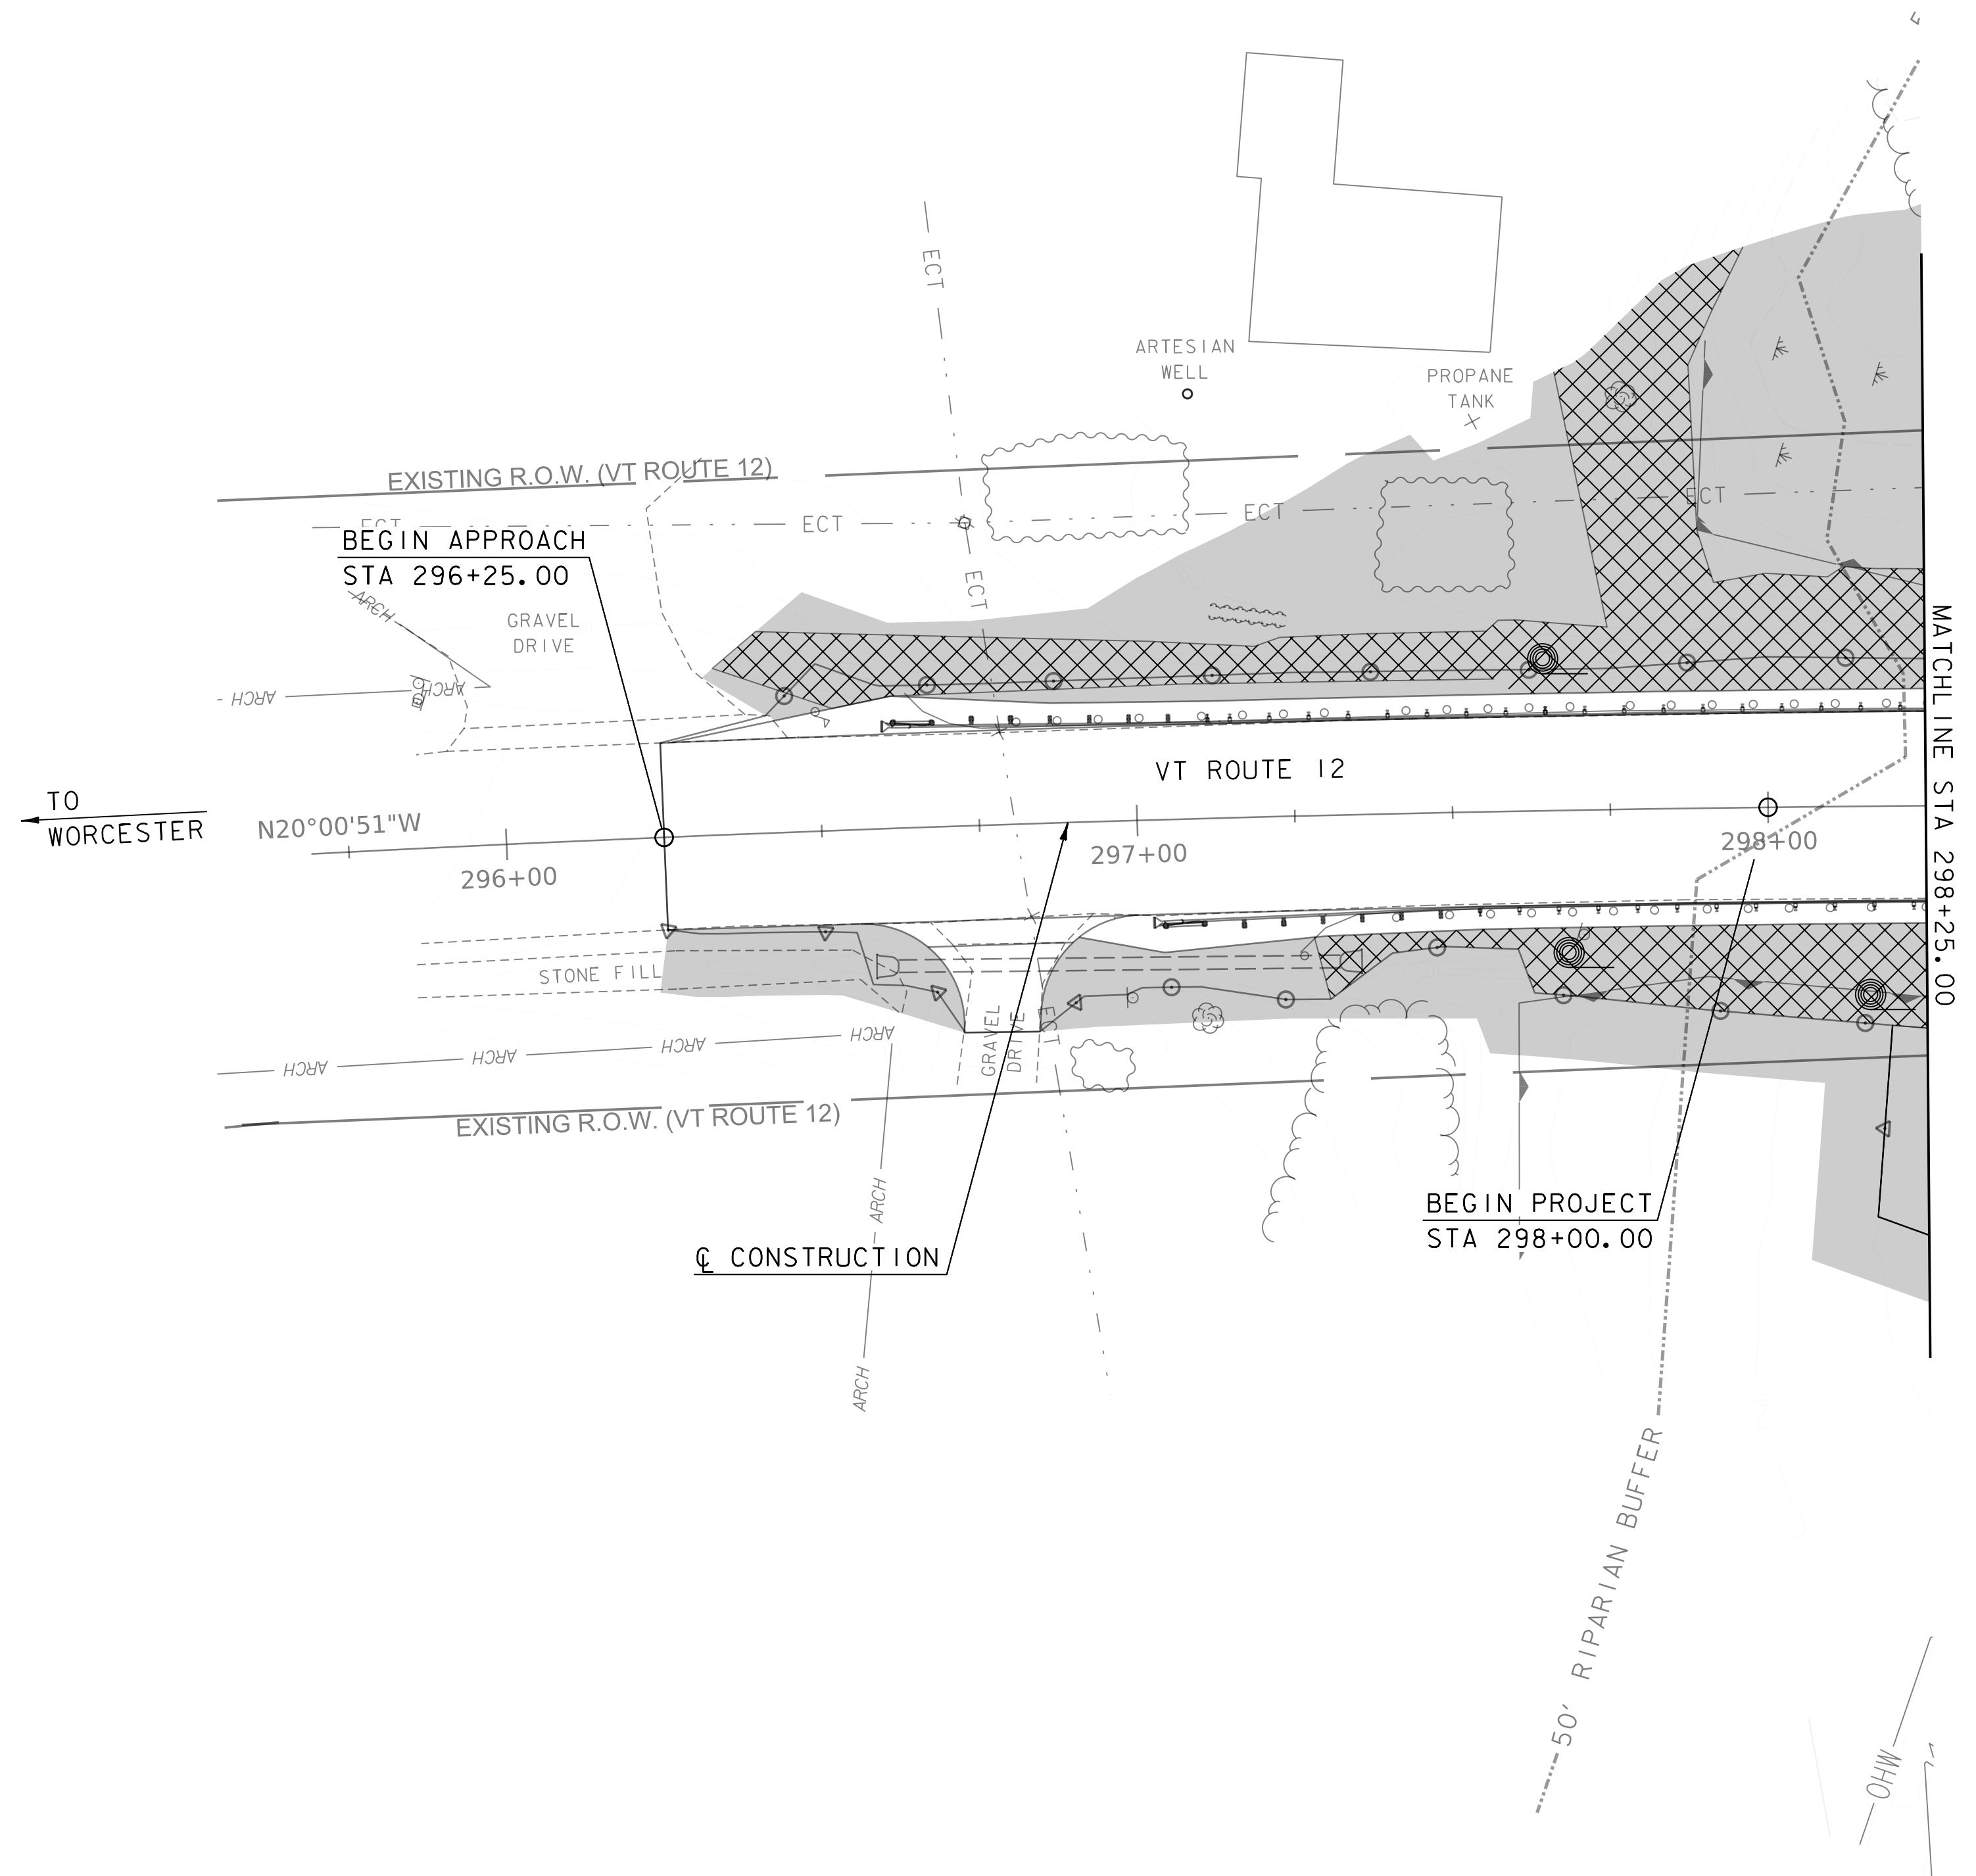 ECT
ARTESIAN
WELL
PROPANE
TANK
EXISTING R.O.W. (VT ROUTE 12)
ECT
ECT
ECT
ECT
BEGIN APPROACH
STA 296+25.00
ECT
ARCH
GRAVEL
DRIVE
ARCH
ARCH
MATCHLINE STA 298+25.00
VT ROUTE 12
TO
WORCESTER
N20°00'51"W
296+00
297+00
298+00
STONE FILL
GRAVEL
DRIVE
ECT
ARCH
ARCH
ARCH
ARCH
EXISTING R.O.W. (VT ROUTE 12)
ARCH
BEGIN PROJECT
STA 298+00.00
℄ CONSTRUCTION
ARCH
50' RIPARIAN BUFFER
OHW